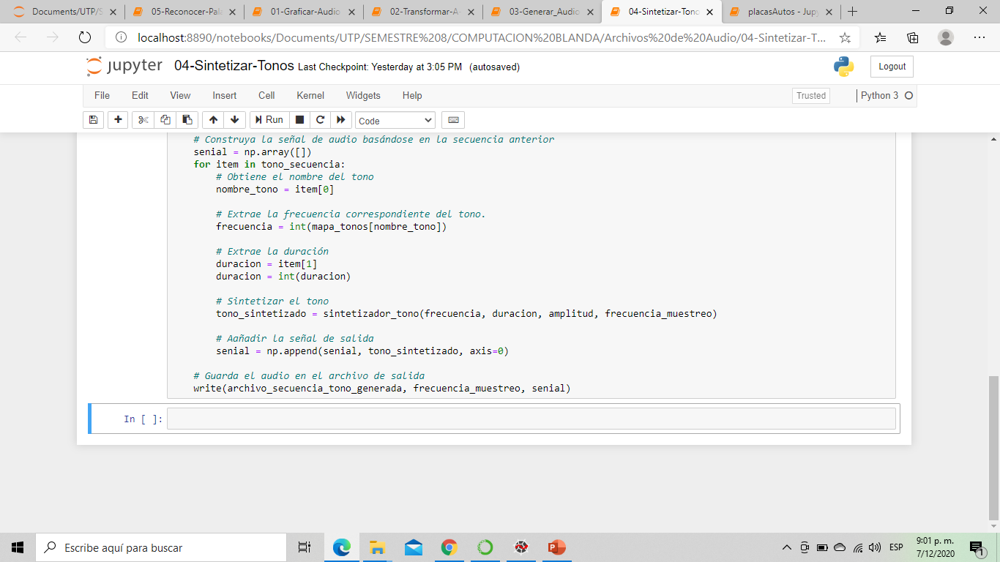 Documents/UTP/S
05-Reconocer-Pala
01-Graficar-Audio
02-Transformar-A
03-Generar_Audio
04-Sintetizar-Tono
placasAutos - Jupy
localhost:8890/notebooks/Documents/UTP/SEMESTRE%208/COMPUTACION%20BLANDA/Archivos%20de%20Audio/04-Sintetizar-T...
jupyter 04-Sintetizar-Tonos Last Checkpoint: Yesterday at 3:05 PM (autosaved)
Logout
File Edit View Insert Cell Kernel Widgets Help
Trusted
Python 3
Run
Code
# Construya la señal de audio basándose en la secuencia anterior
senial = np.array([])
for item in tono_secuencia:
# Obtiene el nombre del tono
nombre_tono = item[0]
# Extrae la frecuencia correspondiente del tono.
frecuencia = int(mapa_tonos[nombre_tono])
# Extrae la duración
duracion = item[1]
duracion = int(duracion)
# Sintetizar el tono
tono_sintetizado = sintetizador_tono(frecuencia, duracion, amplitud, frecuencia_muestreo)
# Aañadir la señal de salida
senial = np.append(senial, tono_sintetizado, axis=0)
# Guarda el audio en el archivo de salida
write(archivo_secuencia_tono_generada, frecuencia_muestreo, senial)
In [ ]:
Escribe aquí para buscar
ESP
9:01 p. m.
7/12/2020
1